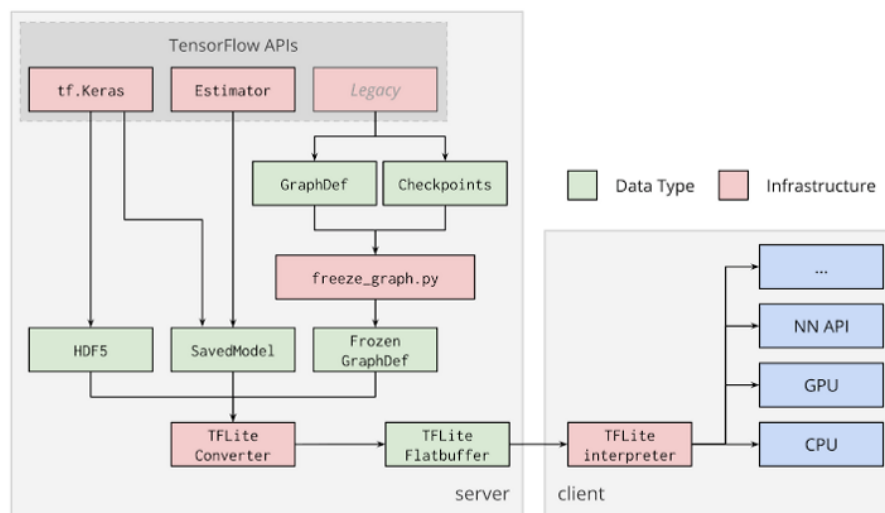 TensorFlow APIs
tf.Keras
Estimator
Legacy
GraphDef
Checkpoints
Data Type
Infrastructure
freeze_graph.py
...
NN API
HDF5
SavedModel
Frozen
GraphDef
GPU
TFLite
Converter
TFLite
Flatbuffer
TFLite
interpreter
CPU
server
client